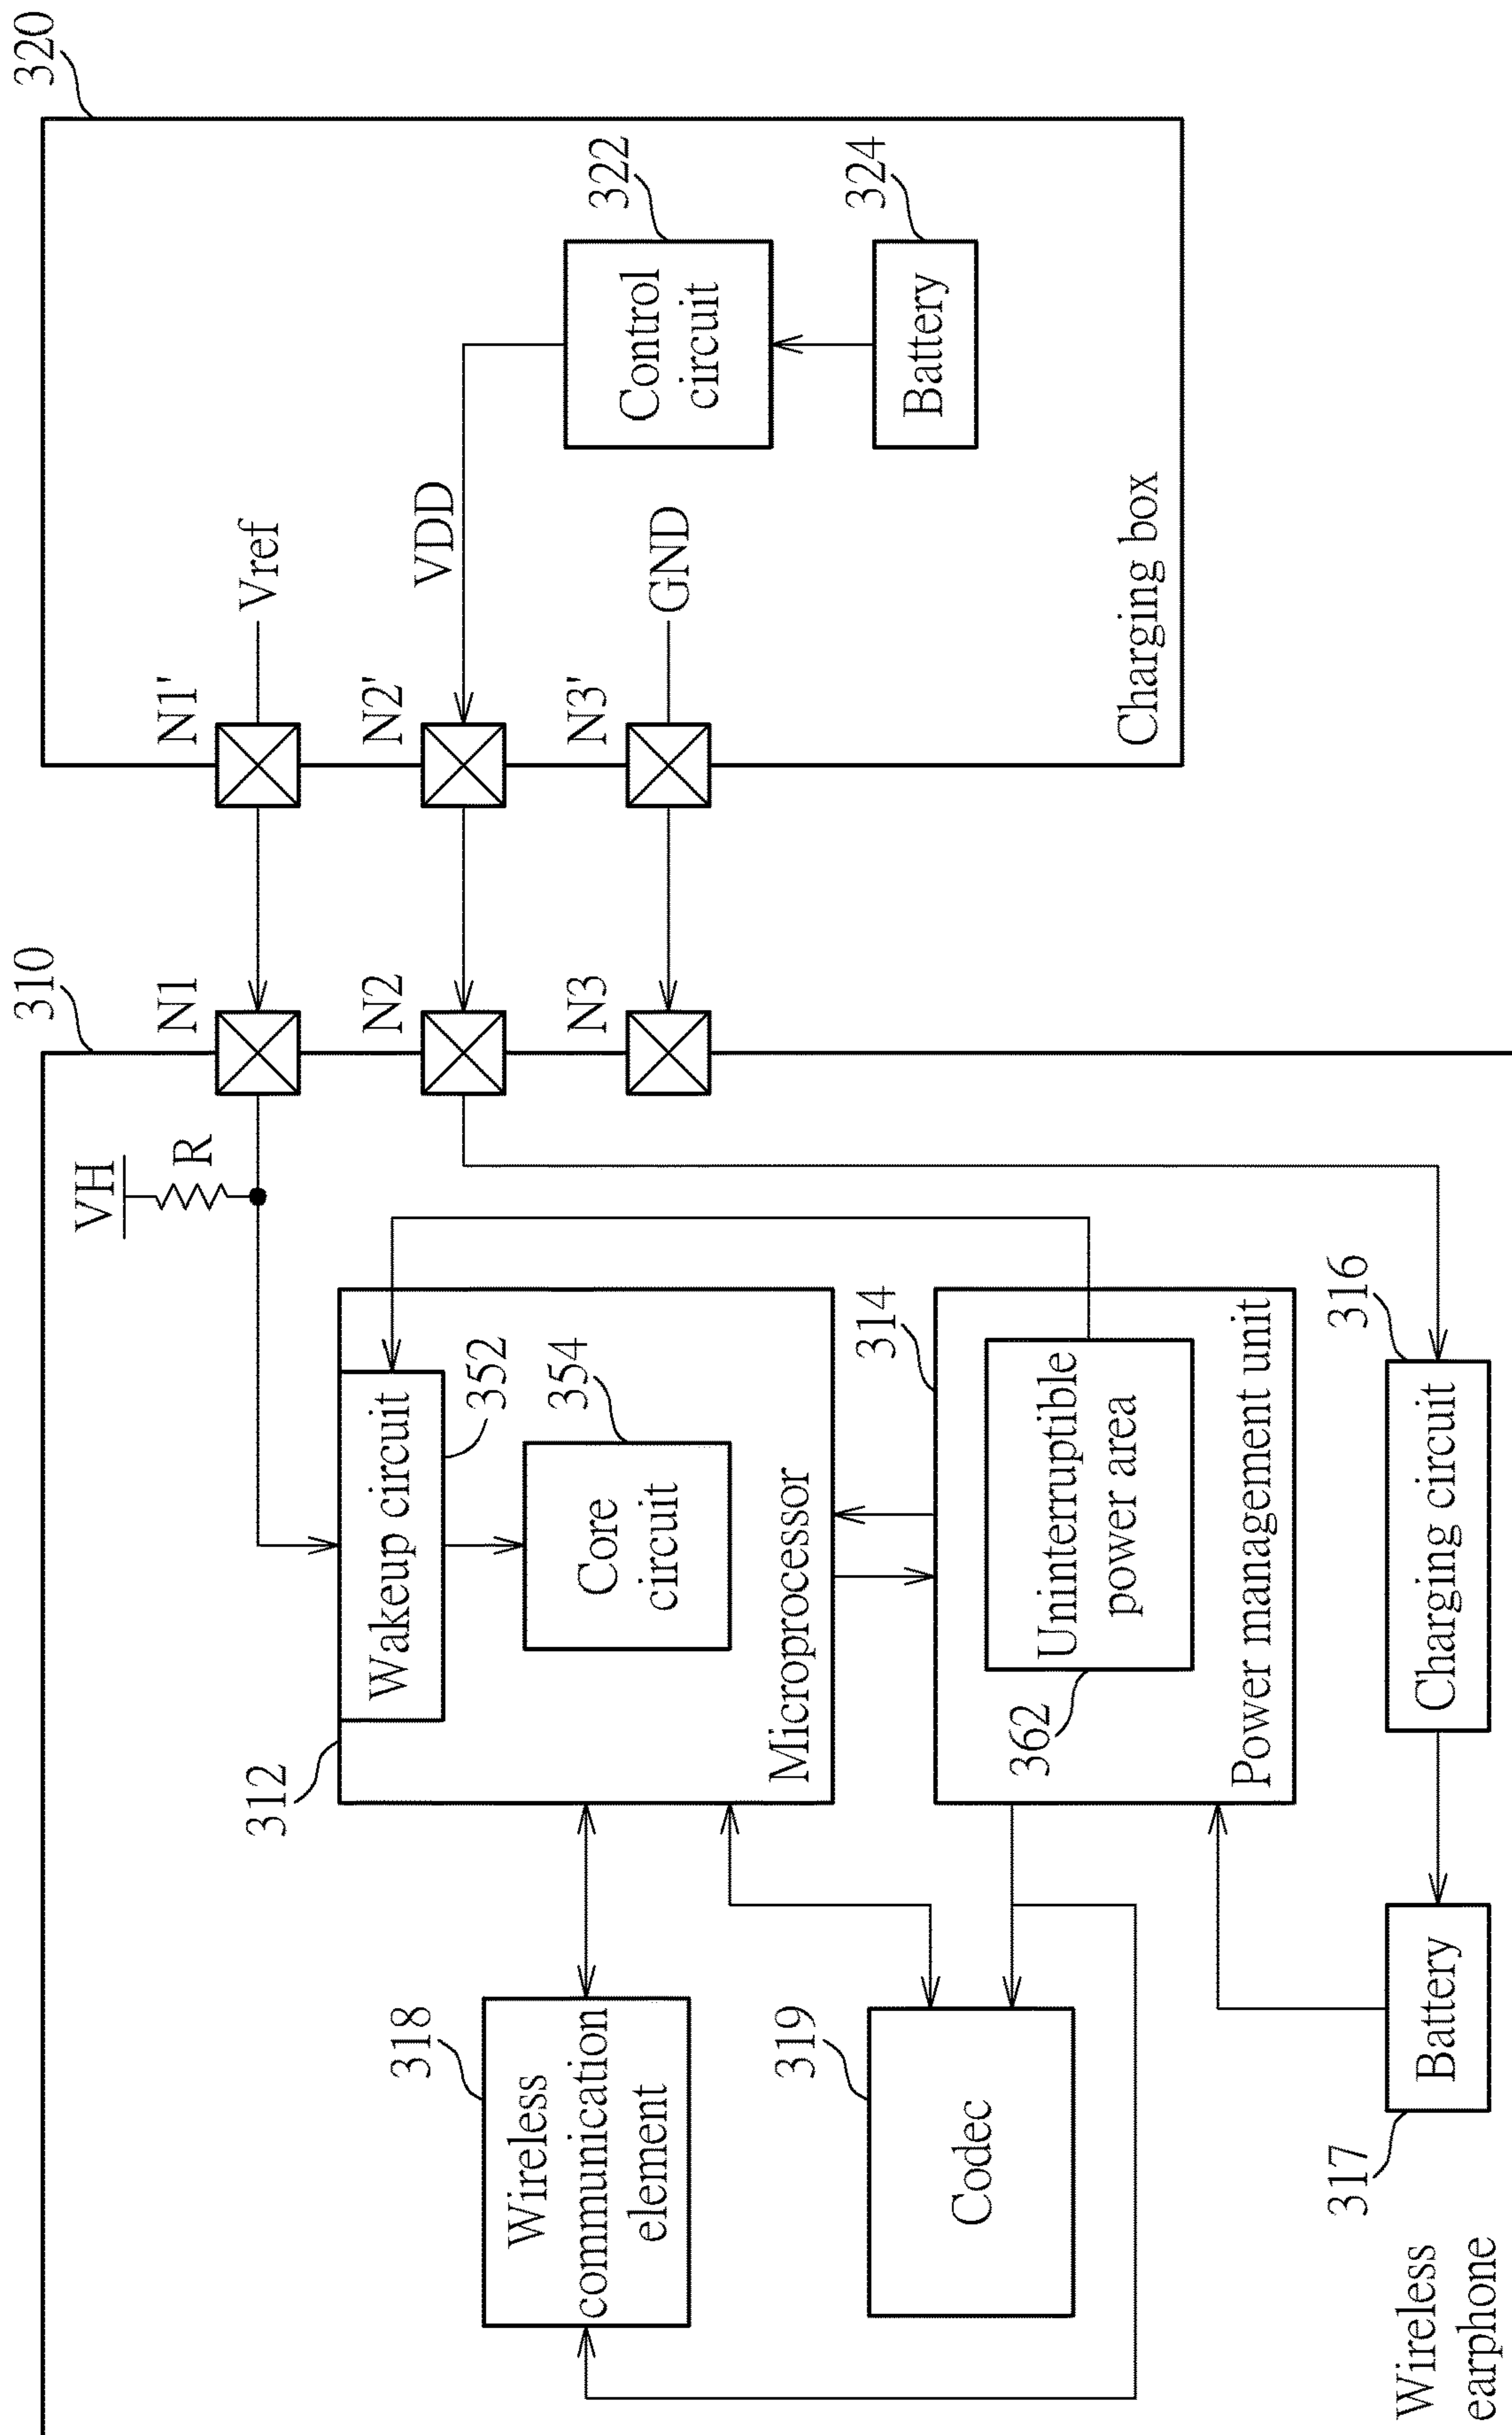 310
320
VH
R
N1
N1'
Vref
312
Wakeup circuit
352
N2
N2'
VDD
318
Wireless
communication
element
Core
circuit
354
N3
N3'
GND
Control
circuit
322
Microprocessor
319
Codec
314
Battery
324
362
Uninterruptible
power area
Power management unit
Charging box
317
Battery
Charging circuit
316
Wireless
earphone